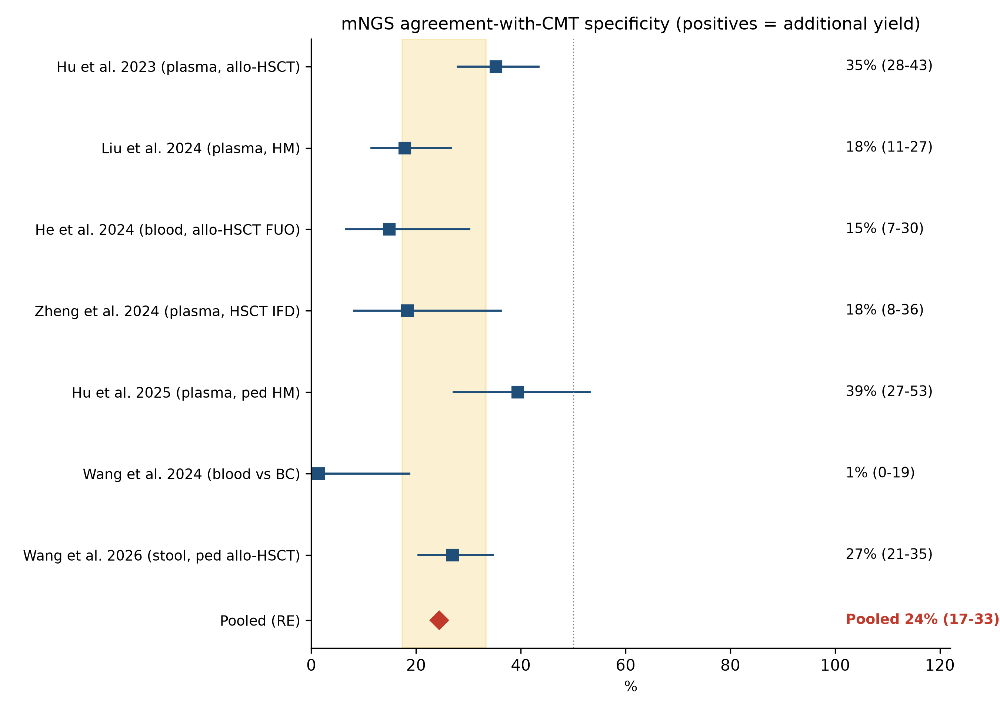 mNGS agreement-with-CMT specificity (positives = additional yield)
Hu et al. 2023 (plasma, allo-HSCT) 35% (28-43)
Liu et al. 2024 (plasma, HM) 18% (11-27)
He et al. 2024 (blood, allo-HSCT FUO) 15% (7-30)
Zheng et al. 2024 (plasma, HSCT IFD) 18% (8-36)
Hu et al. 2025 (plasma, ped HM) 39% (27-53)
Wang et al. 2024 (blood vs BC) 1% (0-19)
Wang et al. 2026 (stool, ped allo-HSCT) 27% (21-35)
Pooled (RE) Pooled 24% (17-33)
0 20 40 60 80 100 120
%